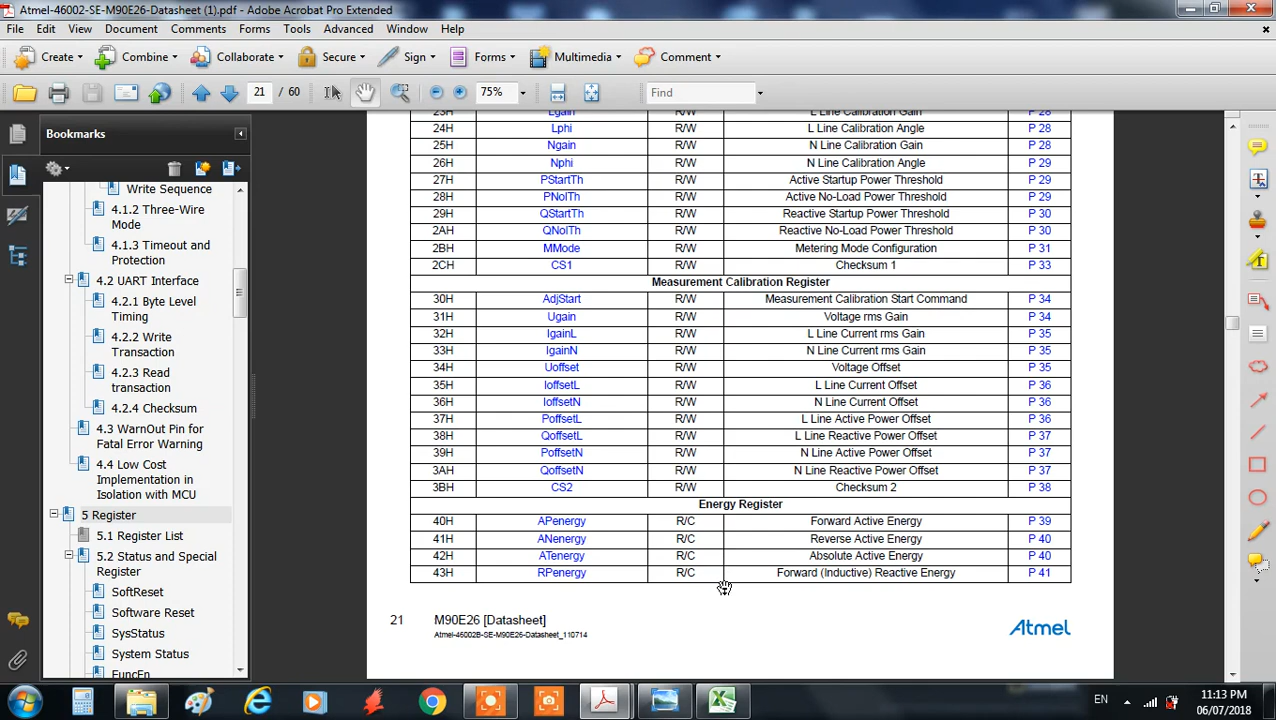 Atmel-46002-SE-M90E26-Datasheet (1).pdf - Adobe Acrobat Pro Extended
File Edit View Document Comments Forms Tools Advanced Window Help
Create Combine Collaborate Secure Sign Forms Multimedia Comment
21 / 60 75% Find
Bookmarks
Write Sequence
4.1.2 Three-Wire
Mode
4.1.3 Timeout and
Protection
4.2 UART Interface
4.2.1 Byte Level
Timing
4.2.2 Write
Transaction
4.2.3 Read
transaction
4.2.4 Checksum
4.3 WarnOut Pin for
Fatal Error Warning
4.4 Low Cost
Implementation in
Isolation with MCU
5 Register
5.1 Register List
5.2 Status and Special
Register
SoftReset
Software Reset
SysStatus
System Status
FuncEn
23H Lgain R/W L Line Calibration Gain P 28
24H Lphi R/W L Line Calibration Angle P 28
25H Ngain R/W N Line Calibration Gain P 28
26H Nphi R/W N Line Calibration Angle P 29
27H PStartTh R/W Active Startup Power Threshold P 29
28H PNolTh R/W Active No-Load Power Threshold P 29
29H QStartTh R/W Reactive Startup Power Threshold P 30
2AH QNolTh R/W Reactive No-Load Power Threshold P 30
2BH MMode R/W Metering Mode Configuration P 31
2CH CS1 R/W Checksum 1 P 33
Measurement Calibration Register
30H AdjStart R/W Measurement Calibration Start Command P 34
31H Ugain R/W Voltage rms Gain P 34
32H IgainL R/W L Line Current rms Gain P 35
33H IgainN R/W N Line Current rms Gain P 35
34H Uoffset R/W Voltage Offset P 35
35H IoffsetL R/W L Line Current Offset P 36
36H IoffsetN R/W N Line Current Offset P 36
37H PoffsetL R/W L Line Active Power Offset P 36
38H QoffsetL R/W L Line Reactive Power Offset P 37
39H PoffsetN R/W N Line Active Power Offset P 37
3AH QoffsetN R/W N Line Reactive Power Offset P 37
3BH CS2 R/W Checksum 2 P 38
Energy Register
40H APenergy R/C Forward Active Energy P 39
41H ANenergy R/C Reverse Active Energy P 40
42H ATenergy R/C Absolute Active Energy P 40
43H RPenergy R/C Forward (Inductive) Reactive Energy P 41
21 M90E26 [Datasheet]
Atmel-46002B-SE-M90E26-Datasheet_110714
Atmel
EN 11:13 PM
06/07/2018